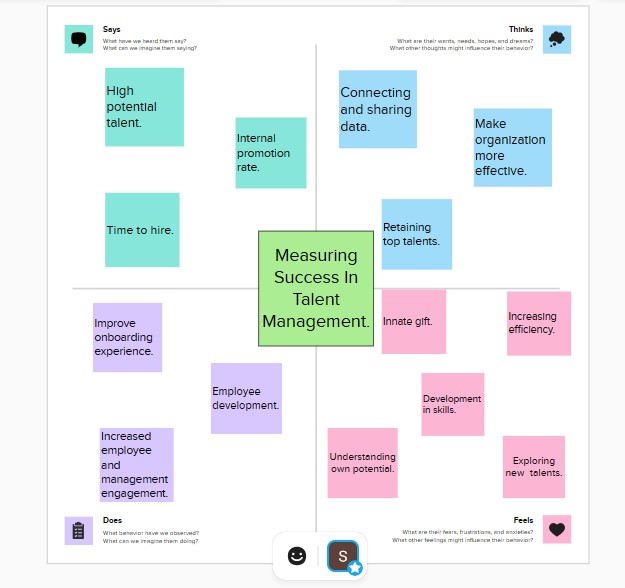 Says
What have we heard them say?
What can we imagine them saying?
Thinks
What are their wants, needs, hopes, and dreams?
What other thoughts might influence their behavior?
High
potential
talent.
Internal
promotion
rate.
Time to hire.
Connecting
and sharing
data.
Make
organization
more
effective.
Retaining
top talents.
Measuring
Success In
Talent
Management.
Improve
onboarding
experience.
Employee
development.
Increased
employee
and
management
engagement.
Innate gift.
Increasing
efficiency.
Development
in skills.
Understanding
own potential.
Exploring
new talents.
Does
What behavior have we observed?
What can we imagine them doing?
Feels
What are their fears, frustrations, and anxieties?
What other feelings might influence their behavior?
S